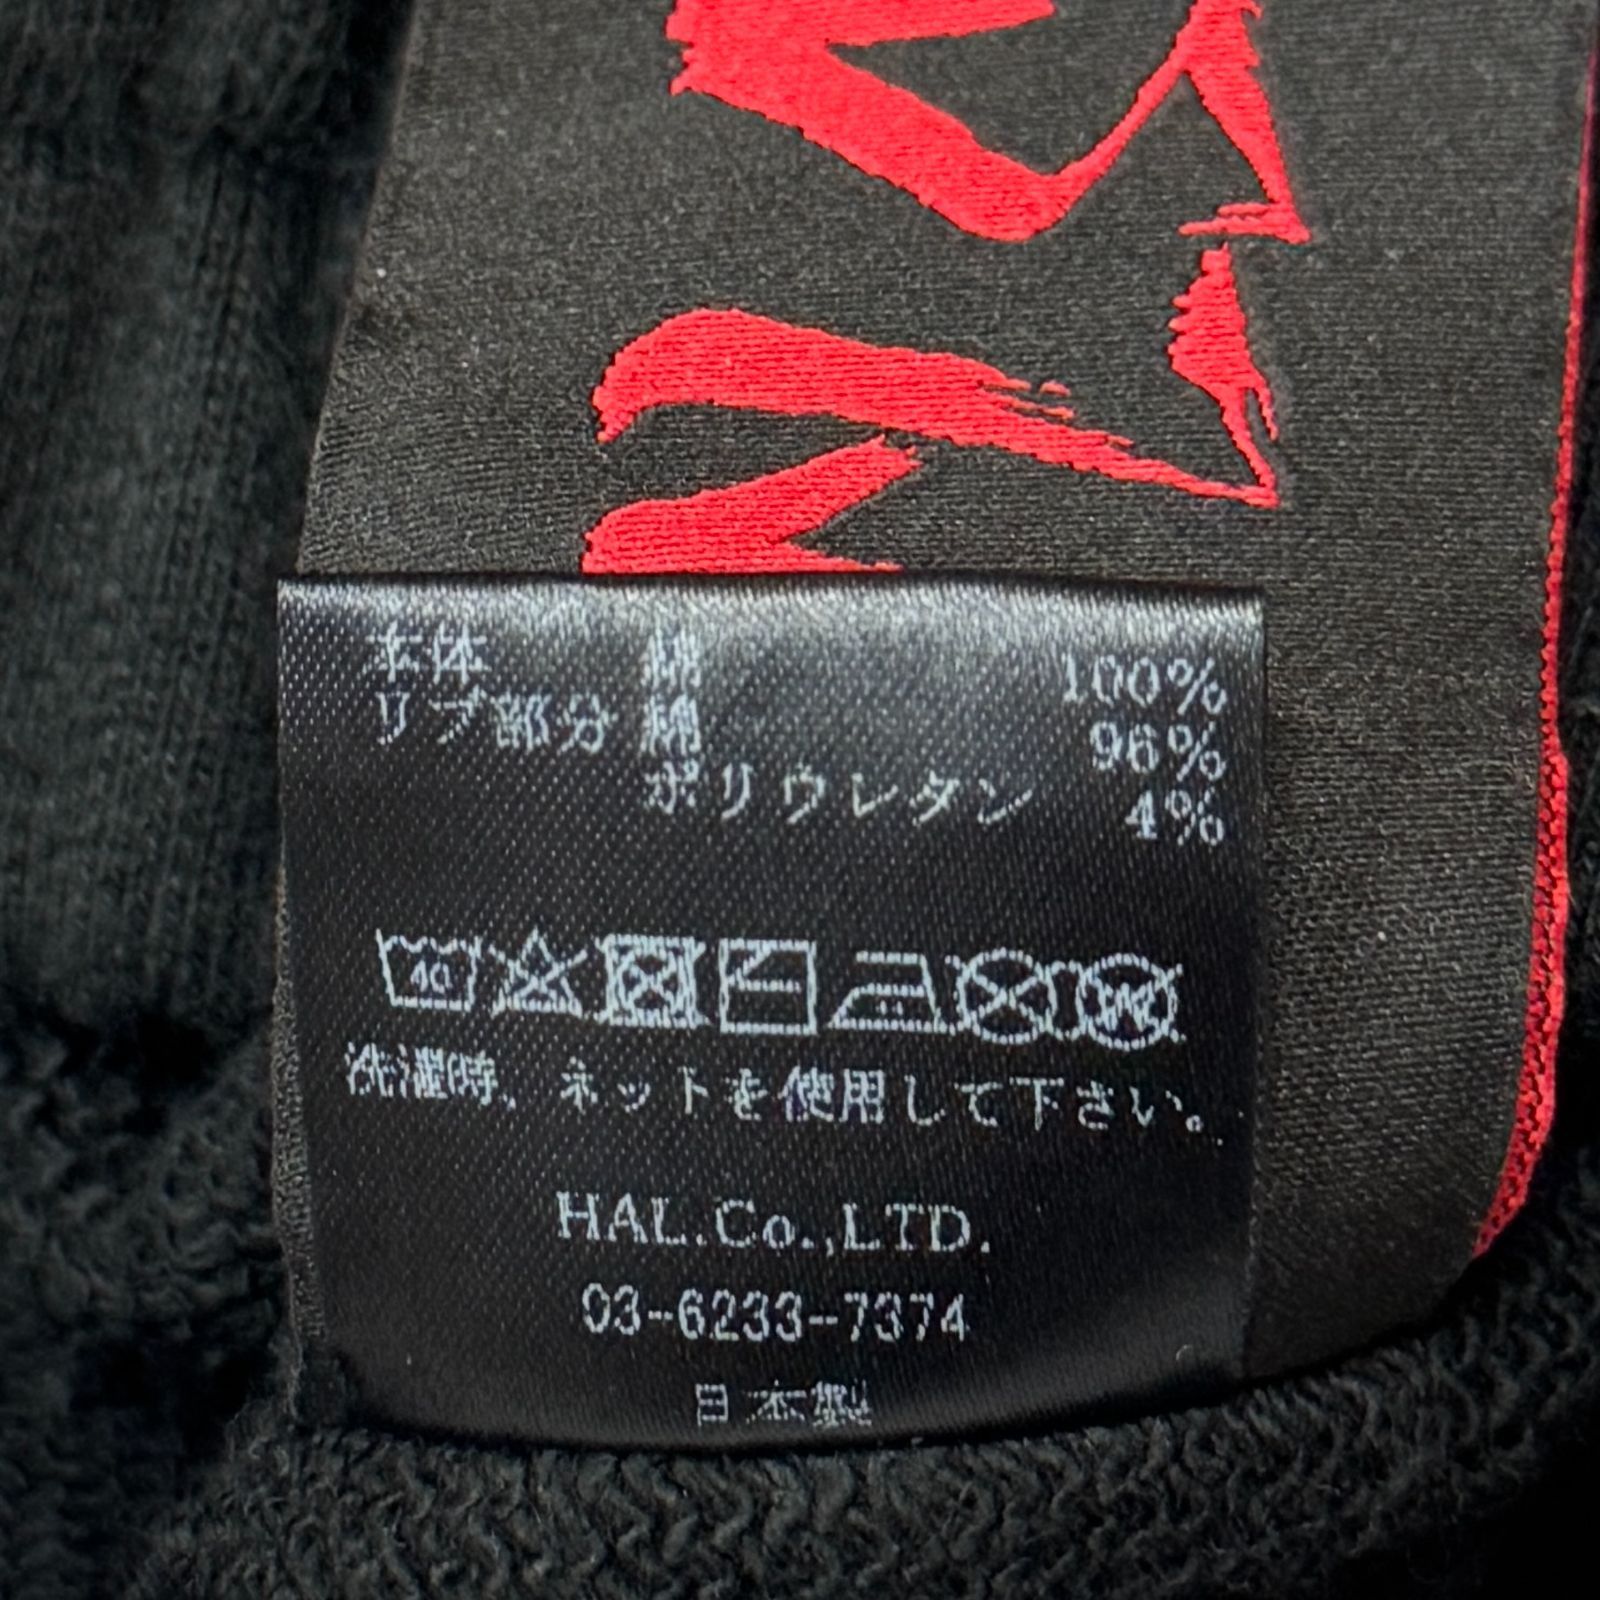 本体 綿 100%
リブ部分 綿 96%
ポリウレタン 4%
40
W
洗濯時、ネットを使用して下さい。
HAL.Co.,LTD.
03-6233-7374
日本製